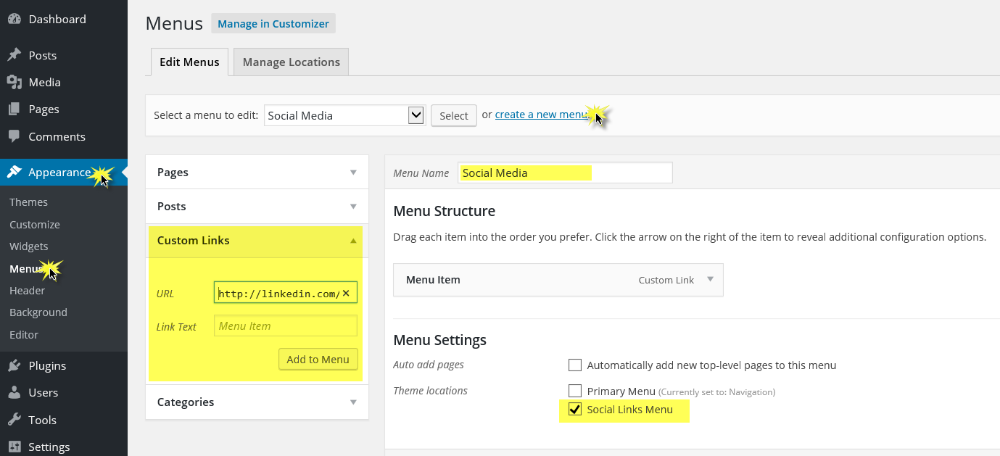 Dashboard
Posts
Media
Pages
Comments
Appearance
Themes
Customize
Widgets
Menus
Header
Background
Editor
Plugins
Users
Tools
Settings
Menus Manage in Customizer
Edit Menus Manage Locations
Select a menu to edit: Social Media Select or create a new menu
Pages
Posts
Custom Links
URL http://linkedin.com/ ×
Link Text Menu Item
Add to Menu
Categories
Menu Name Social Media
Menu Structure
Drag each item into the order you prefer. Click the arrow on the right of the item to reveal additional configuration options.
Menu Item Custom Link
Menu Settings
Auto add pages Automatically add new top-level pages to this menu
Theme locations Primary Menu (Currently set to: Navigation)
Social Links Menu